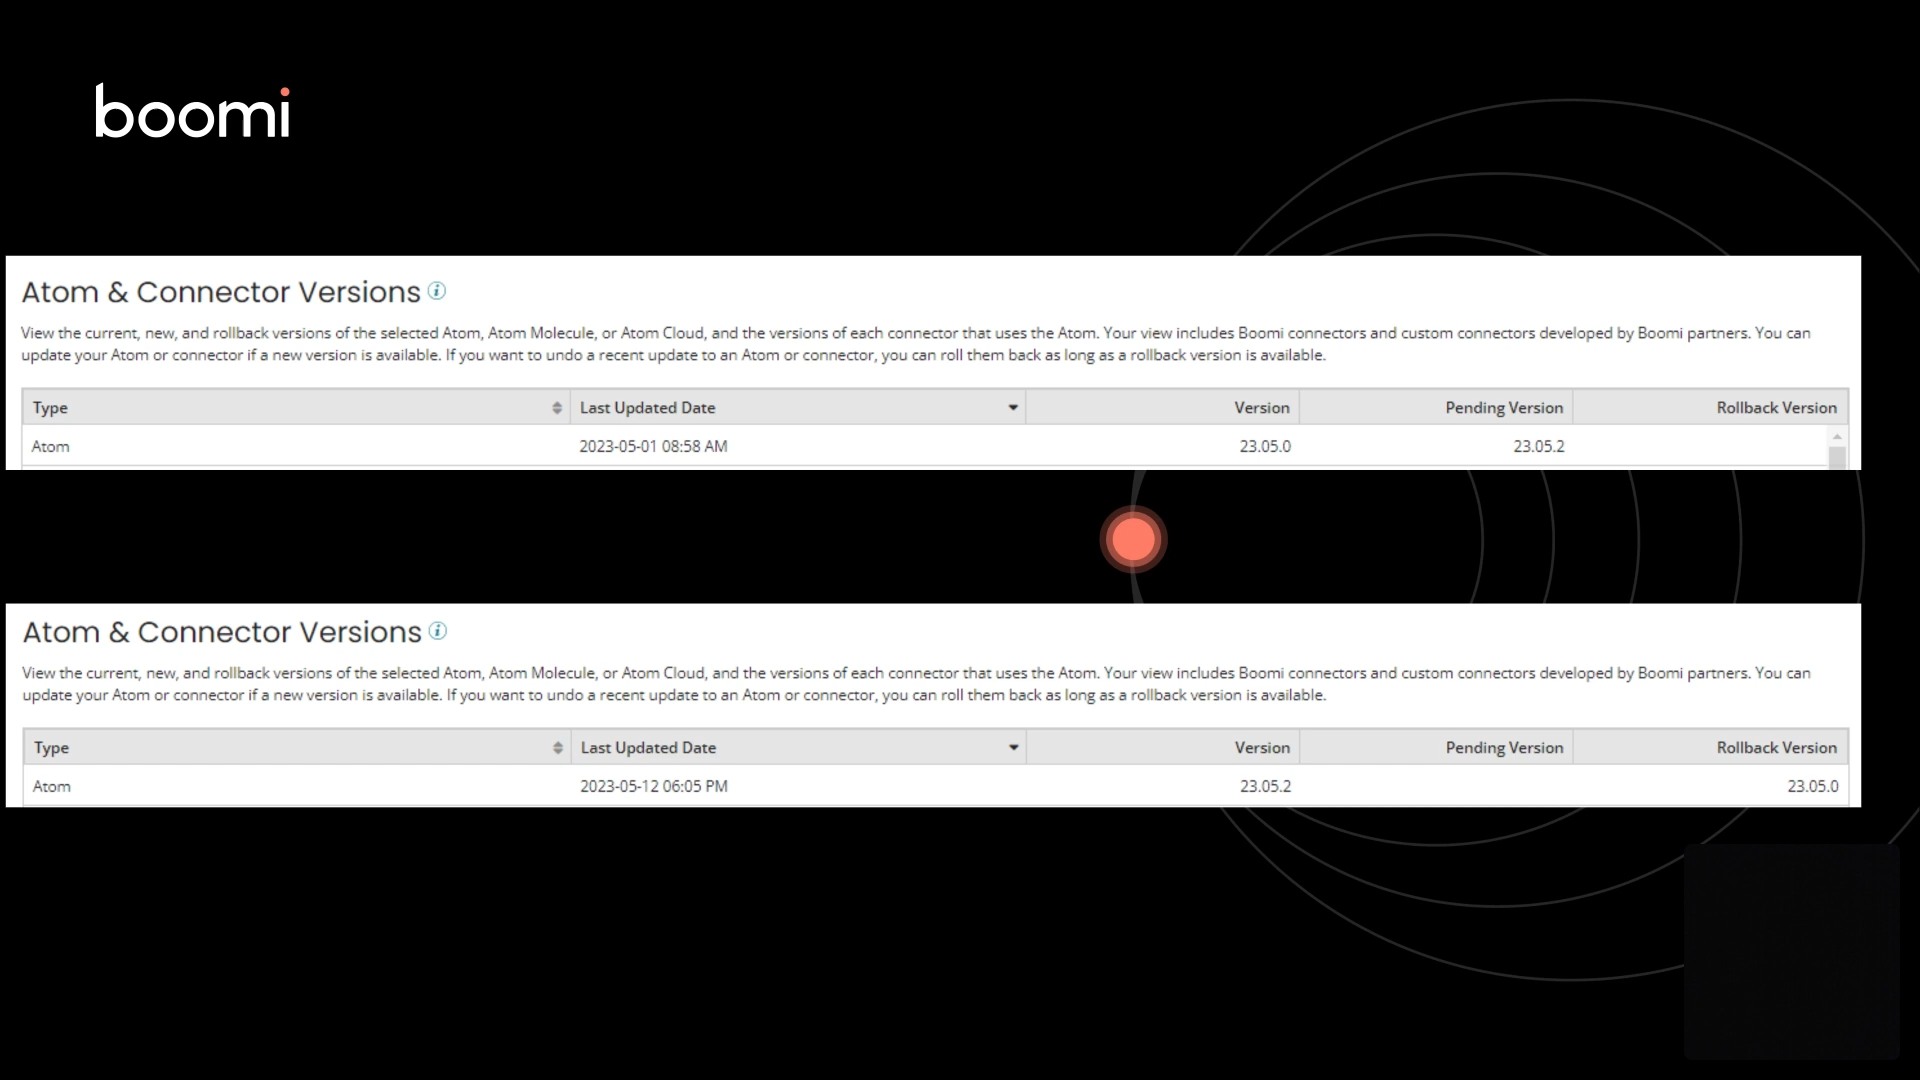 boomi
Atom & Connector Versions
View the current, new, and rollback versions of the selected Atom, Atom Molecule, or Atom Cloud, and the versions of each connector that uses the Atom. Your view includes Boomi connectors and custom connectors developed by Boomi partners. You can
update your Atom or connector if a new version is available. If you want to undo a recent update to an Atom or connector, you can roll them back as long as a rollback version is available.
Type Last Updated Date Version Pending Version Rollback Version
Atom 2023-05-01 08:58 AM 23.05.0 23.05.2
Atom & Connector Versions
View the current, new, and rollback versions of the selected Atom, Atom Molecule, or Atom Cloud, and the versions of each connector that uses the Atom. Your view includes Boomi connectors and custom connectors developed by Boomi partners. You can
update your Atom or connector if a new version is available. If you want to undo a recent update to an Atom or connector, you can roll them back as long as a rollback version is available.
Type Last Updated Date Version Pending Version Rollback Version
Atom 2023-05-12 06:05 PM 23.05.2 23.05.0